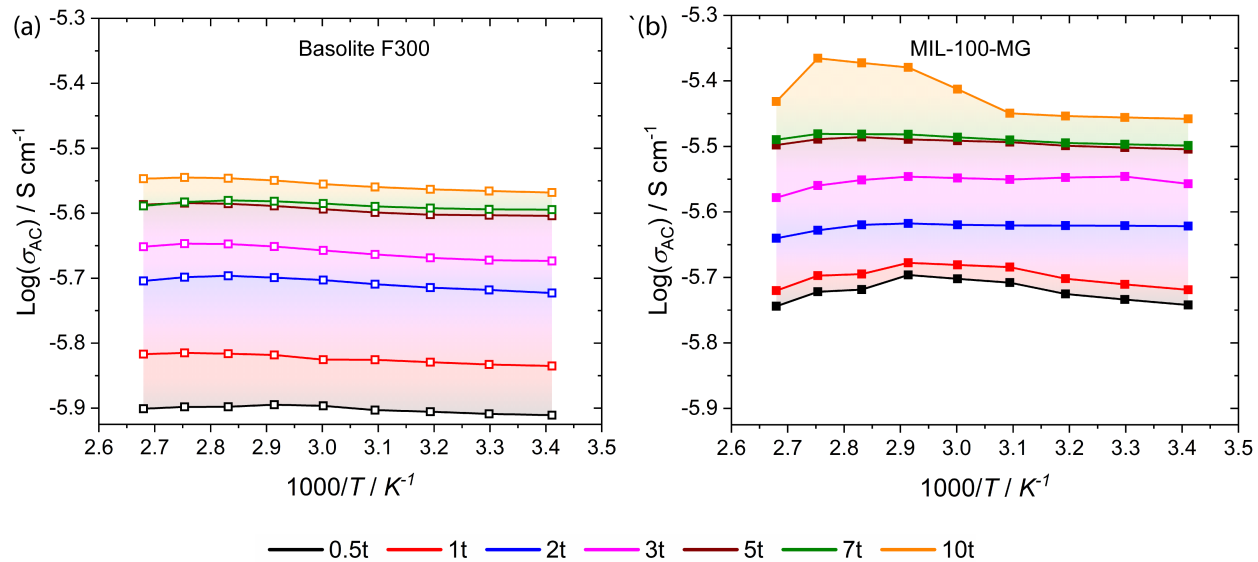 (a)
Basolite F300
Log(σAC) / S cm-1
-5.3
-5.4
-5.5
-5.6
-5.7
-5.8
-5.9
2.6 2.7 2.8 2.9 3.0 3.1 3.2 3.3 3.4 3.5
1000/T / K-1
`(b)
MIL-100-MG
Log(σAC) / S cm-1
-5.3
-5.4
-5.5
-5.6
-5.7
-5.8
-5.9
2.6 2.7 2.8 2.9 3.0 3.1 3.2 3.3 3.4 3.5
1000/T / K-1
0.5t 1t 2t 3t 5t 7t 10t